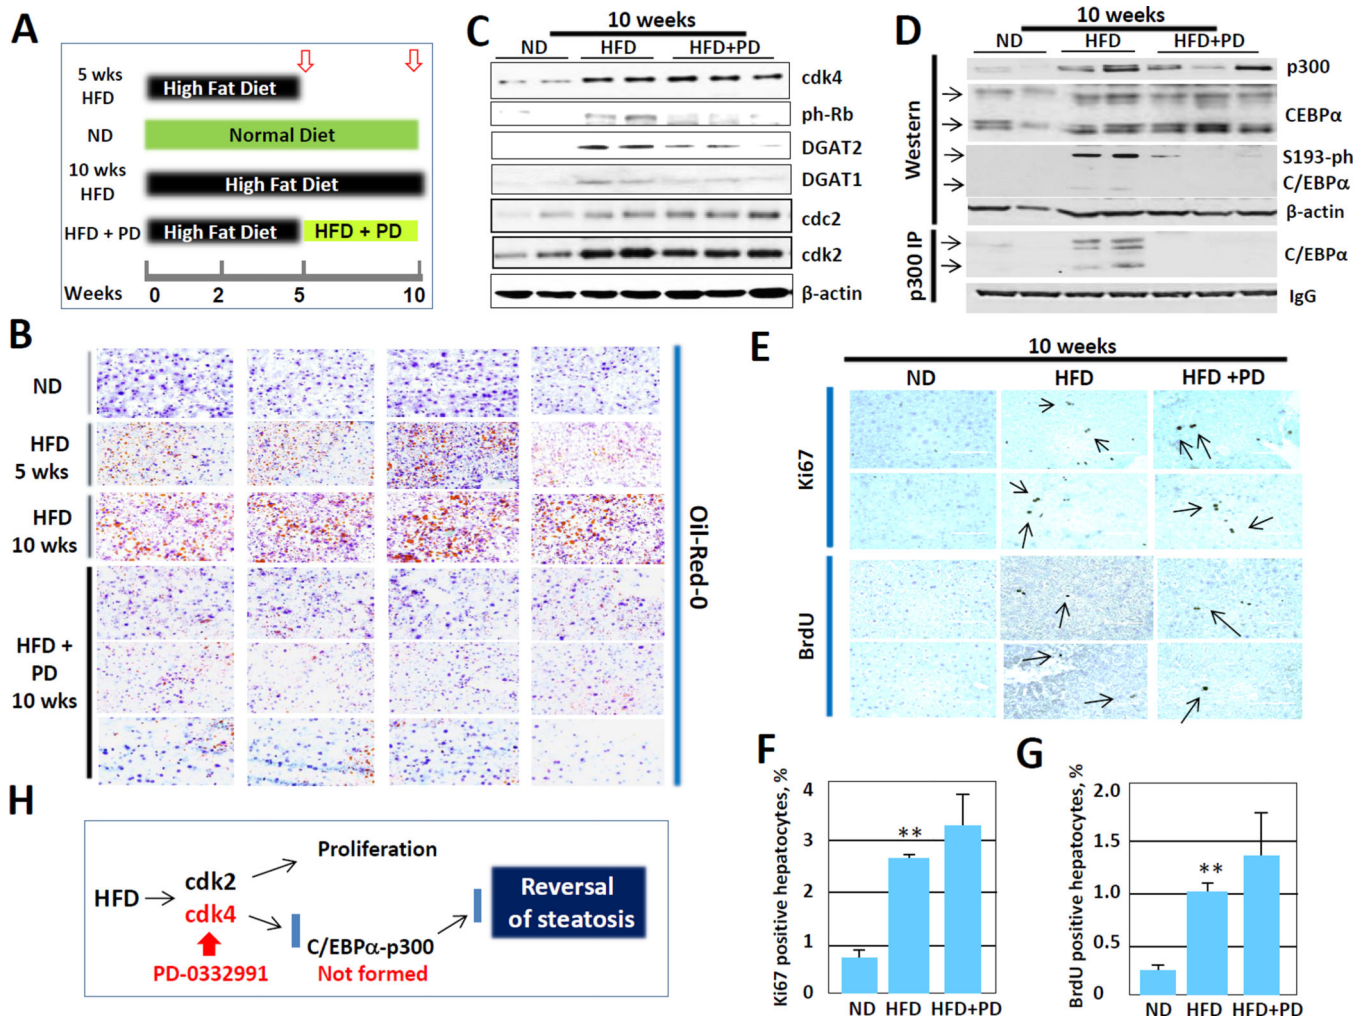 A
5 wks
HFD
High Fat Diet
ND
Normal Diet
10 wks
HFD
High Fat Diet
HFD + PD
High Fat Diet
HFD + PD
Weeks
0 2 5 10
B
ND
HFD
5 wks
HFD
10 wks
HFD +
PD
10 wks
Oil-Red-0
C
10 weeks
ND HFD HFD+PD
cdk4
ph-Rb
DGAT2
DGAT1
cdc2
cdk2
β-actin
D
10 weeks
ND HFD HFD+PD
Western
p300
CEBPα
S193-ph
C/EBPα
β-actin
p300 IP
C/EBPα
IgG
E
10 weeks
ND HFD HFD +PD
Ki67
BrdU
F
Ki67 positive hepatocytes, %
4
3
2
1
0
**
ND HFD HFD+PD
G
BrdU positive hepatocytes, %
2.0
1.5
1.0
0.5
0
**
ND HFD HFD+PD
H
HFD
cdk2
cdk4
PD-0332991
Proliferation
C/EBPα-p300
Not formed
Reversal
of steatosis